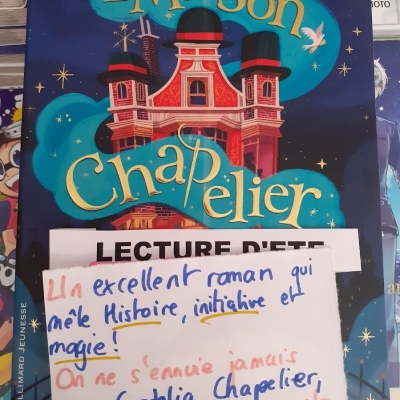 Maison
Chapelier
LECTURE D'ETE
Un excellent roman qui
mêle Histoire, initiative et
magie !
On ne s'ennuie jamais
Chapelier,
GALLIMARD JEUNESSE